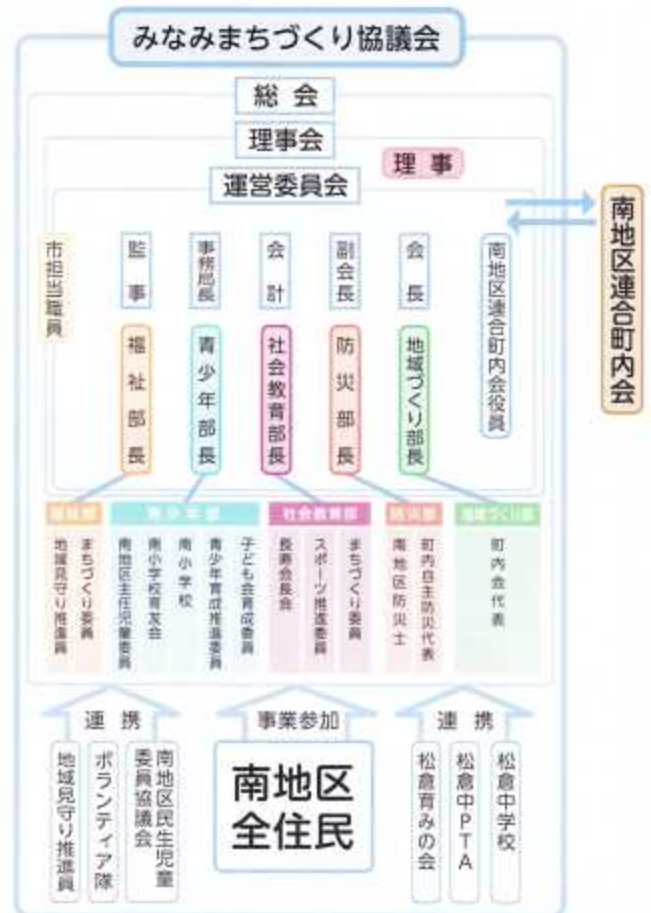 みなみまちづくり協議会
総会
理事会
理事
運営委員会
南地区連合町内会
南地区連合町内会役員
会長
副会長
会計
事務局長
監事
市担当職員
地域づくり部長
防災部長
社会教育部長
青少年部長
福祉部長
地域づくり部
防災部
社会教育部
青少年部
福祉部
町内会代表
町内自主防災代表
南地区防災士
まちづくり委員
スポーツ推進委員
長寿会長会
子ども会育成委員
青少年育成推進委員
南小学校
南小学校育友会
南地区主任児童委員
まちづくり委員
地域見守り推進員
連携
事業参加
連携
南地区
全住民
松倉中学校
松倉中PTA
松倉育みの会
南地区民生児童
委員協議会
ボランティア隊
地域見守り推進員